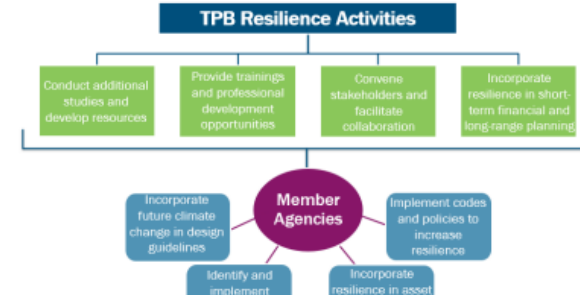 TPB Resilience Activities
Conduct additional
studies and
develop resources
Provide trainings
and professional
development
opportunities
Convene
stakeholders and
facilitate
collaboration
Incorporate
resilience in short-
term financial and
long-range planning
Member
Agencies
Incorporate
future climate
change in design
guidelines
Implement codes
and policies to
increase
resilience
Identify and
implement
Incorporate
resilience in asset